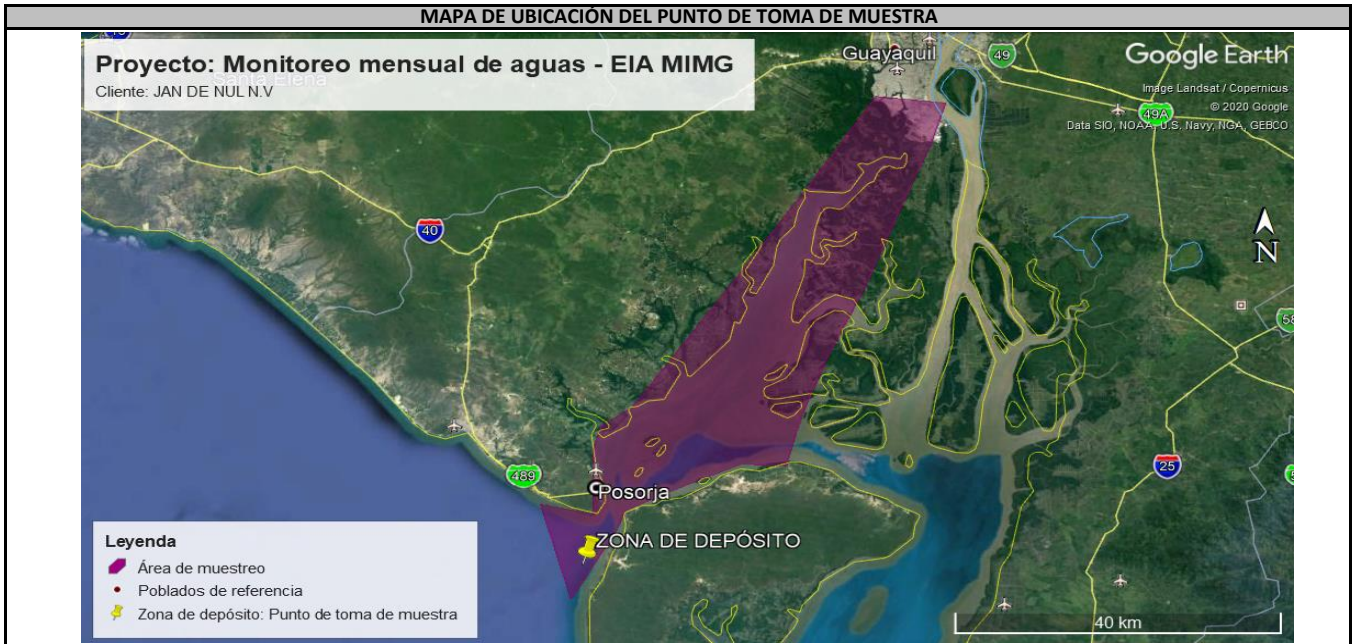 MAPA DE UBICACIÓN DEL PUNTO DE TOMA DE MUESTRA
Proyecto: Monitoreo mensual de aguas - EIA MIMG
Santa Elena
Cliente: JAN DE NUL N.V
Guayaquil
49
Google Earth
Image Landsat / Copernicus
© 2020 Google
49A
Data SIO, NOAA, U.S. Navy, NGA, GEBCO
40
N
58
25
489
Posorja
ZONA DE DEPÓSITO
Leyenda
Área de muestreo
Poblados de referencia
Zona de depósito: Punto de toma de muestra
40 km